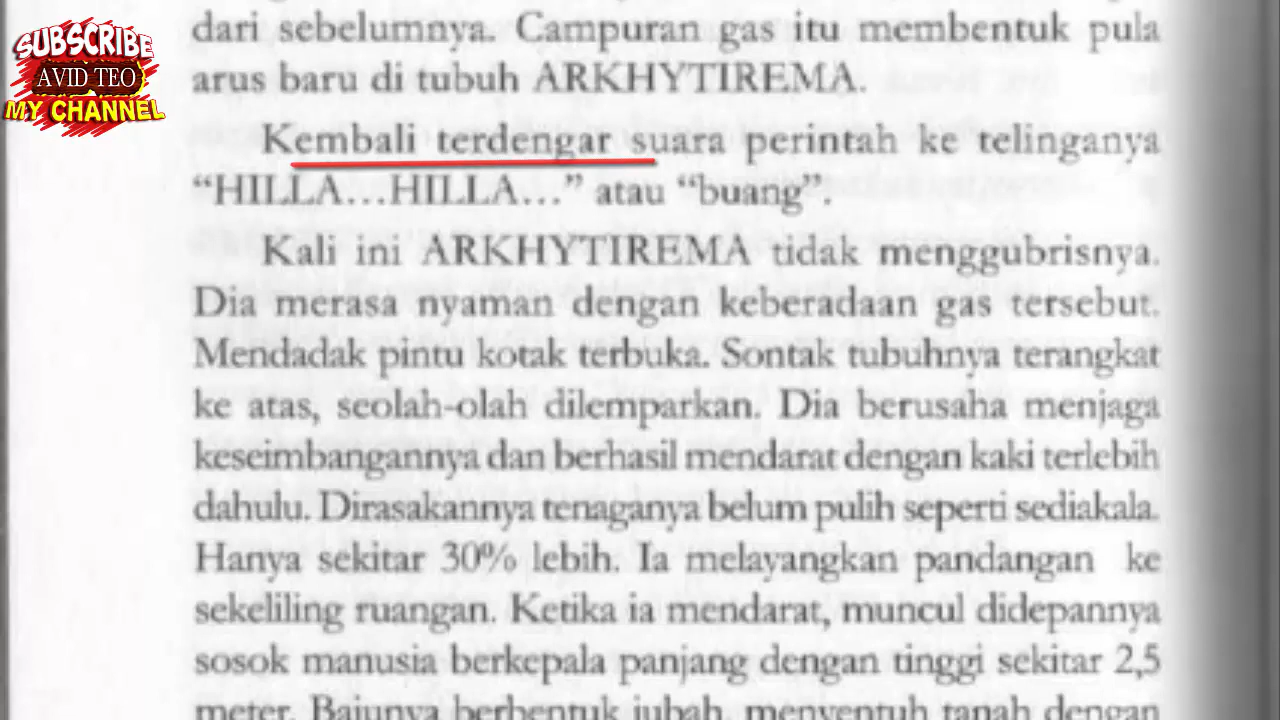 SUBSCRIBE
AVID TEO
MY CHANNEL
dari sebelumnya. Campuran gas itu membentuk pula
arus baru di tubuh ARKHYTIREMA.
Kembali terdengar suara perintah ke telinganya
“HILLA…HILLA…” atau “buang”.
Kali ini ARKHYTIREMA tidak menggubrisnya.
Dia merasa nyaman dengan keberadaan gas tersebut.
Mendadak pintu kotak terbuka. Sontak tubuhnya terangkat
ke atas, seolah-olah dilemparkan. Dia berusaha menjaga
keseimbangannya dan berhasil mendarat dengan kaki terlebih
dahulu. Dirasakannya tenaganya belum pulih seperti sediakala.
Hanya sekitar 30% lebih. Ia melayangkan pandangan ke
sekeliling ruangan. Ketika ia mendarat, muncul didepannya
sosok manusia berkepala panjang dengan tinggi sekitar 2,5
meter. Bajunya berbentuk jubah, menyentuh tanah dengan